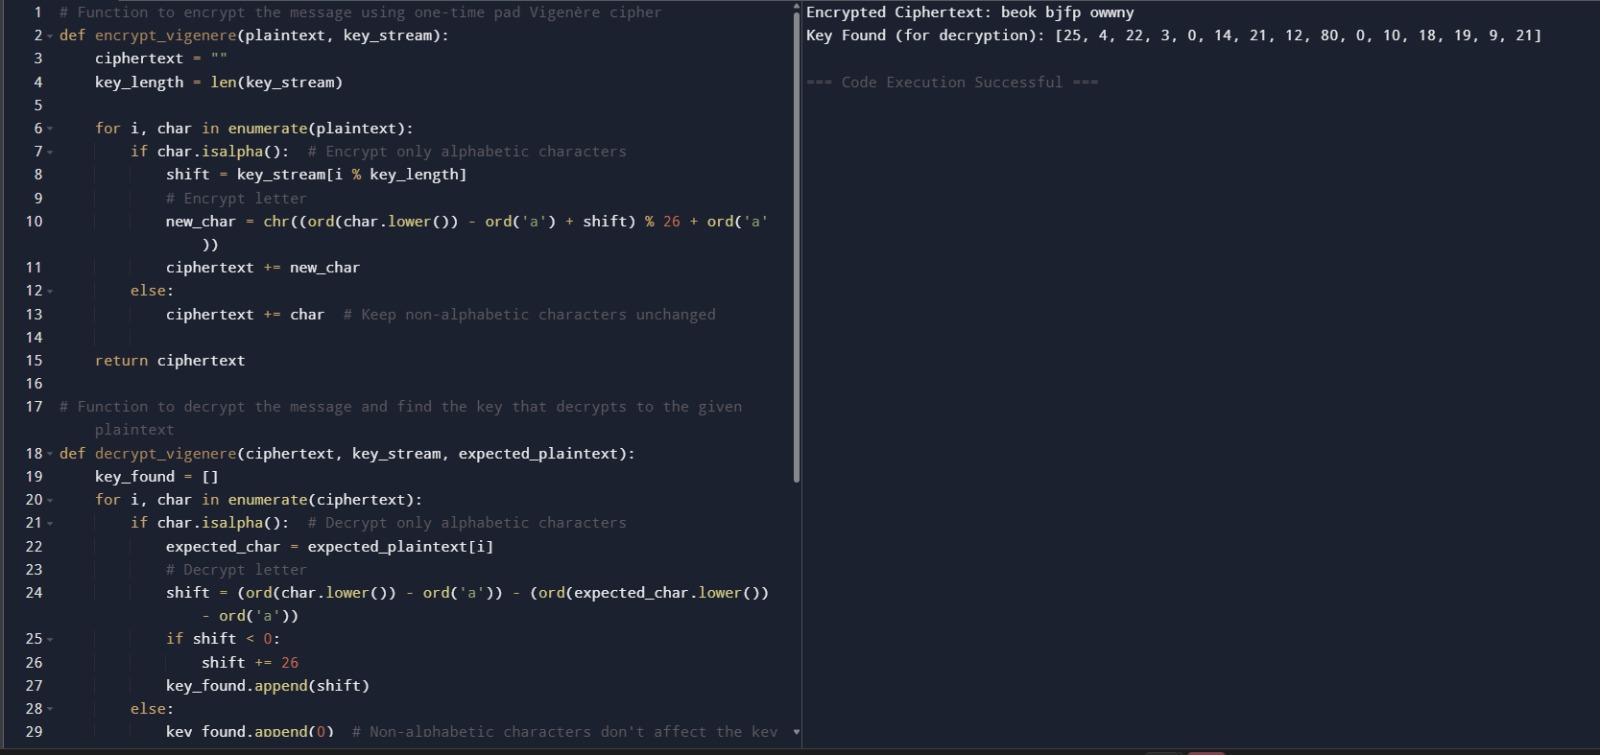 1 # Function to encrypt the message using one-time pad Vigenère cipher
2 def encrypt_vigenere(plaintext, key_stream):
3 ciphertext = ""
4 key_length = len(key_stream)
5
6 for i, char in enumerate(plaintext):
7 if char.isalpha():  # Encrypt only alphabetic characters
8 shift = key_stream[i % key_length]
9 # Encrypt letter
10 new_char = chr((ord(char.lower()) - ord('a') + shift) % 26 + ord('a'
))
11 ciphertext += new_char
12 else:
13 ciphertext += char  # Keep non-alphabetic characters unchanged
14
15 return ciphertext
16
17 # Function to decrypt the message and find the key that decrypts to the given
plaintext
18 def decrypt_vigenere(ciphertext, key_stream, expected_plaintext):
19 key_found = []
20 for i, char in enumerate(ciphertext):
21 if char.isalpha():  # Decrypt only alphabetic characters
22 expected_char = expected_plaintext[i]
23 # Decrypt letter
24 shift = (ord(char.lower()) - ord('a')) - (ord(expected_char.lower())
- ord('a'))
25 if shift < 0:
26 shift += 26
27 key_found.append(shift)
28 else:
29 key_found.append(0)  # Non-alphabetic characters don't affect the key
Encrypted Ciphertext: beok bjfp owwny
Key Found (for decryption): [25, 4, 22, 3, 0, 14, 21, 12, 80, 0, 10, 18, 19, 9, 21]
=== Code Execution Successful ===